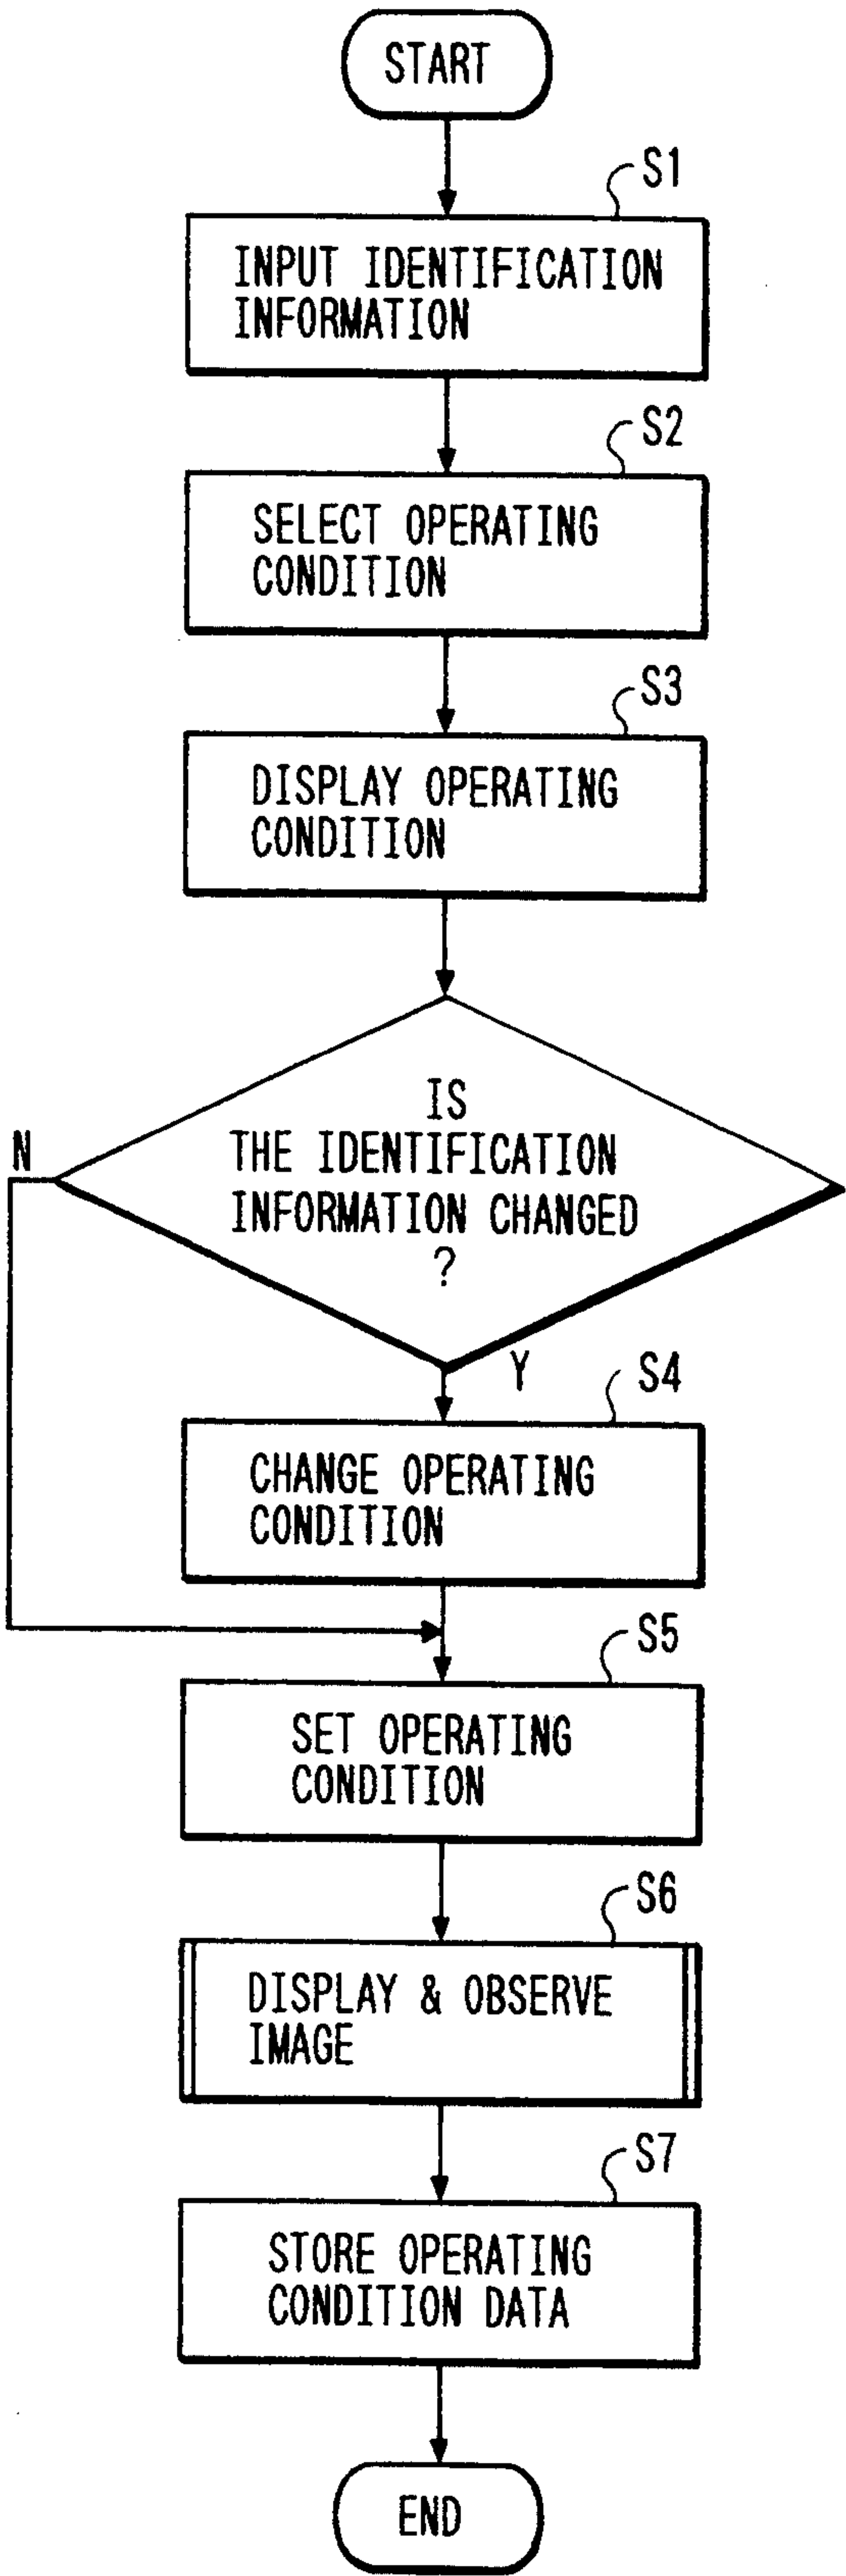 START
S1
INPUT IDENTIFICATION
INFORMATION
S2
SELECT OPERATING
CONDITION
S3
DISPLAY OPERATING
CONDITION
IS
N
THE IDENTIFICATION
INFORMATION CHANGED
?
Y
S4
CHANGE OPERATING
CONDITION
S5
SET OPERATING
CONDITION
S6
DISPLAY & OBSERVE
IMAGE
S7
STORE OPERATING
CONDITION DATA
END